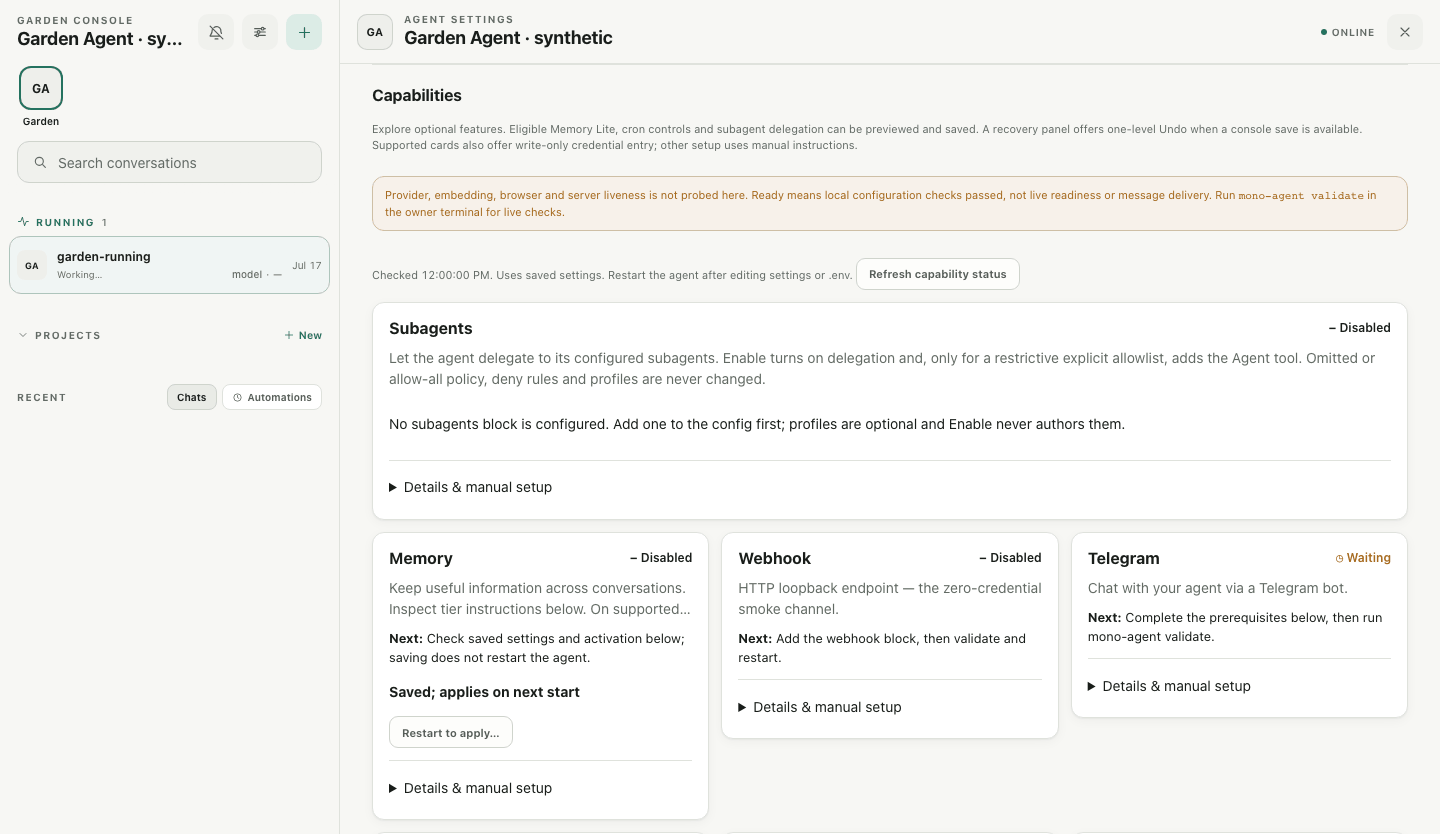 GARDEN CONSOLE
Garden Agent · sy...
GA
Garden
Search conversations
RUNNING 1
GA
garden-running
Working...
model · —
Jul 17
PROJECTS
+ New
RECENT
Chats
Automations
GA
AGENT SETTINGS
Garden Agent · synthetic
ONLINE
Capabilities
Explore optional features. Eligible Memory Lite, cron controls and subagent delegation can be previewed and saved. A recovery panel offers one-level Undo when a console save is available.
Supported cards also offer write-only credential entry; other setup uses manual instructions.
Provider, embedding, browser and server liveness is not probed here. Ready means local configuration checks passed, not live readiness or message delivery. Run mono-agent validate in
the owner terminal for live checks.
Checked 12:00:00 PM. Uses saved settings. Restart the agent after editing settings or .env.
Refresh capability status
Subagents
– Disabled
Let the agent delegate to its configured subagents. Enable turns on delegation and, only for a restrictive explicit allowlist, adds the Agent tool. Omitted or
allow-all policy, deny rules and profiles are never changed.
No subagents block is configured. Add one to the config first; profiles are optional and Enable never authors them.
Details & manual setup
Memory
– Disabled
Keep useful information across conversations.
Inspect tier instructions below. On supported...
Next: Check saved settings and activation below;
saving does not restart the agent.
Saved; applies on next start
Restart to apply...
Details & manual setup
Webhook
– Disabled
HTTP loopback endpoint — the zero-credential
smoke channel.
Next: Add the webhook block, then validate and
restart.
Details & manual setup
Telegram
Waiting
Chat with your agent via a Telegram bot.
Next: Complete the prerequisites below, then run
mono-agent validate.
Details & manual setup